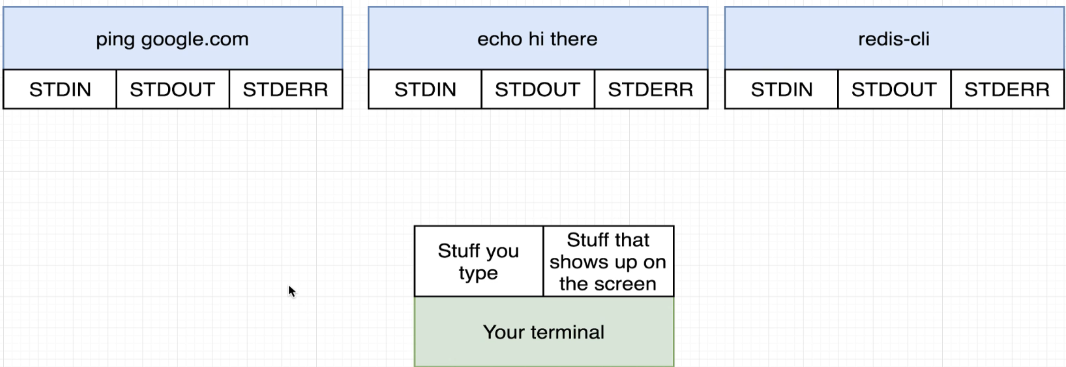 ping google.com
echo hi there
redis-cli
STDIN
STDOUT
STDERR
STDIN
STDOUT
STDERR
STDIN
STDOUT
STDERR
Stuff you
type
Stuff that
shows up on
the screen
Your terminal